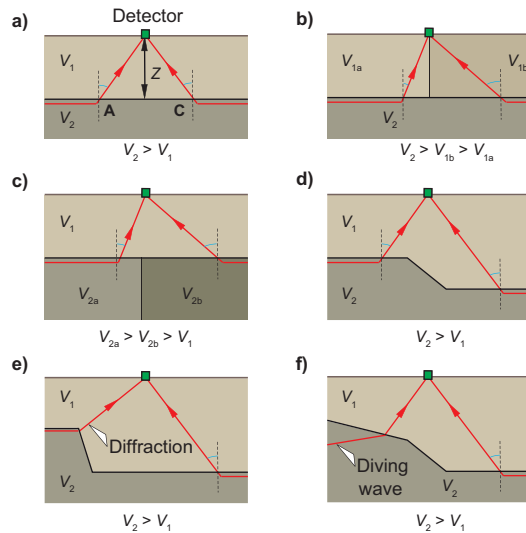 Detector
a)
V1
Z
A
C
V2
V2 > V1
b)
V1a
V1b
V2
V2 > V1b > V1a
c)
V1
V2a
V2b
V2a > V2b > V1
d)
V1
V2
V2 > V1
e)
V1
Diffraction
V2
V2 > V1
f)
V1
Diving
wave
V2
V2 > V1